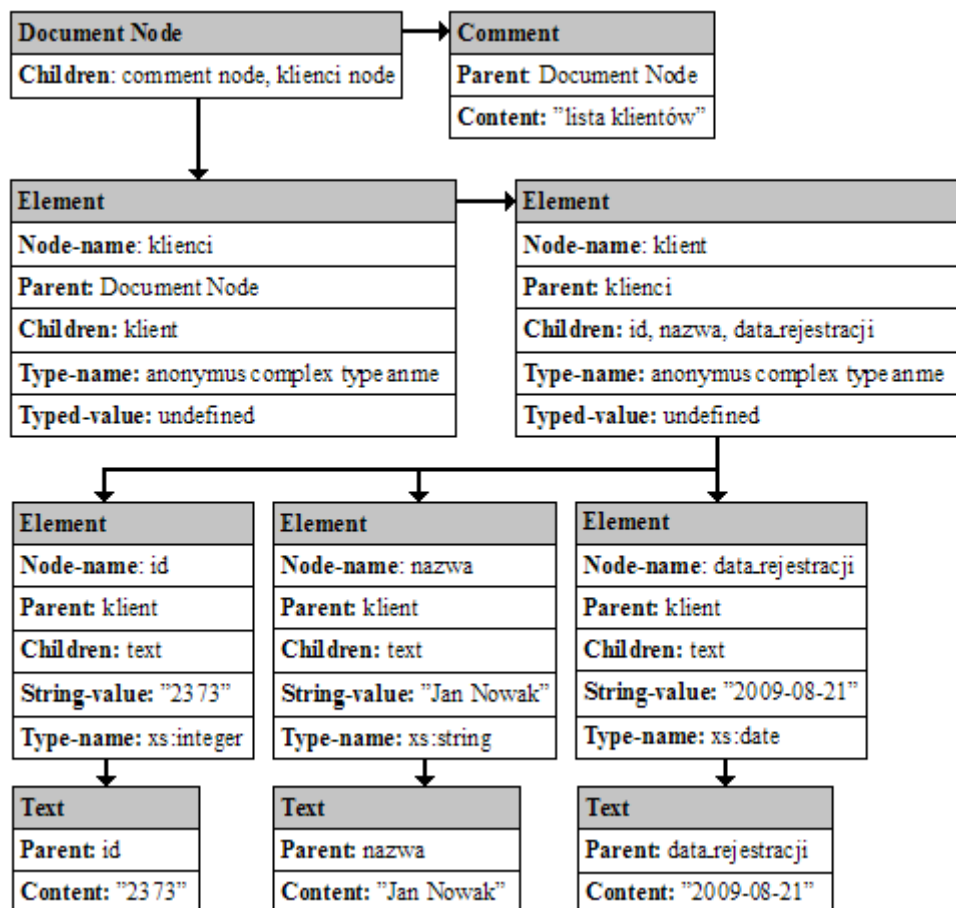 Document Node
Children: comment node, klienci node
Comment
Parent: Document Node
Content: ”lista klientów”
Element
Node-name: klienci
Parent: Document Node
Children: klient
Type-name: anonymus complex type anme
Typed-value: undefined
Element
Node-name: klient
Parent: klienci
Children: id, nazwa, data_rejestracji
Type-name: anonymus complex type anme
Typed-value: undefined
Element
Node-name: id
Parent: klient
Children: text
String-value: ”2373”
Type-name: xs:integer
Element
Node-name: nazwa
Parent: klient
Children: text
String-value: ”Jan Nowak”
Type-name: xs:string
Element
Node-name: data_rejestracji
Parent: klient
Children: text
String-value: ”2009-08-21”
Type-name: xs:date
Text
Parent: id
Content: ”2373”
Text
Parent: nazwa
Content: ”Jan Nowak”
Text
Parent: data_rejestracji
Content: ”2009-08-21”